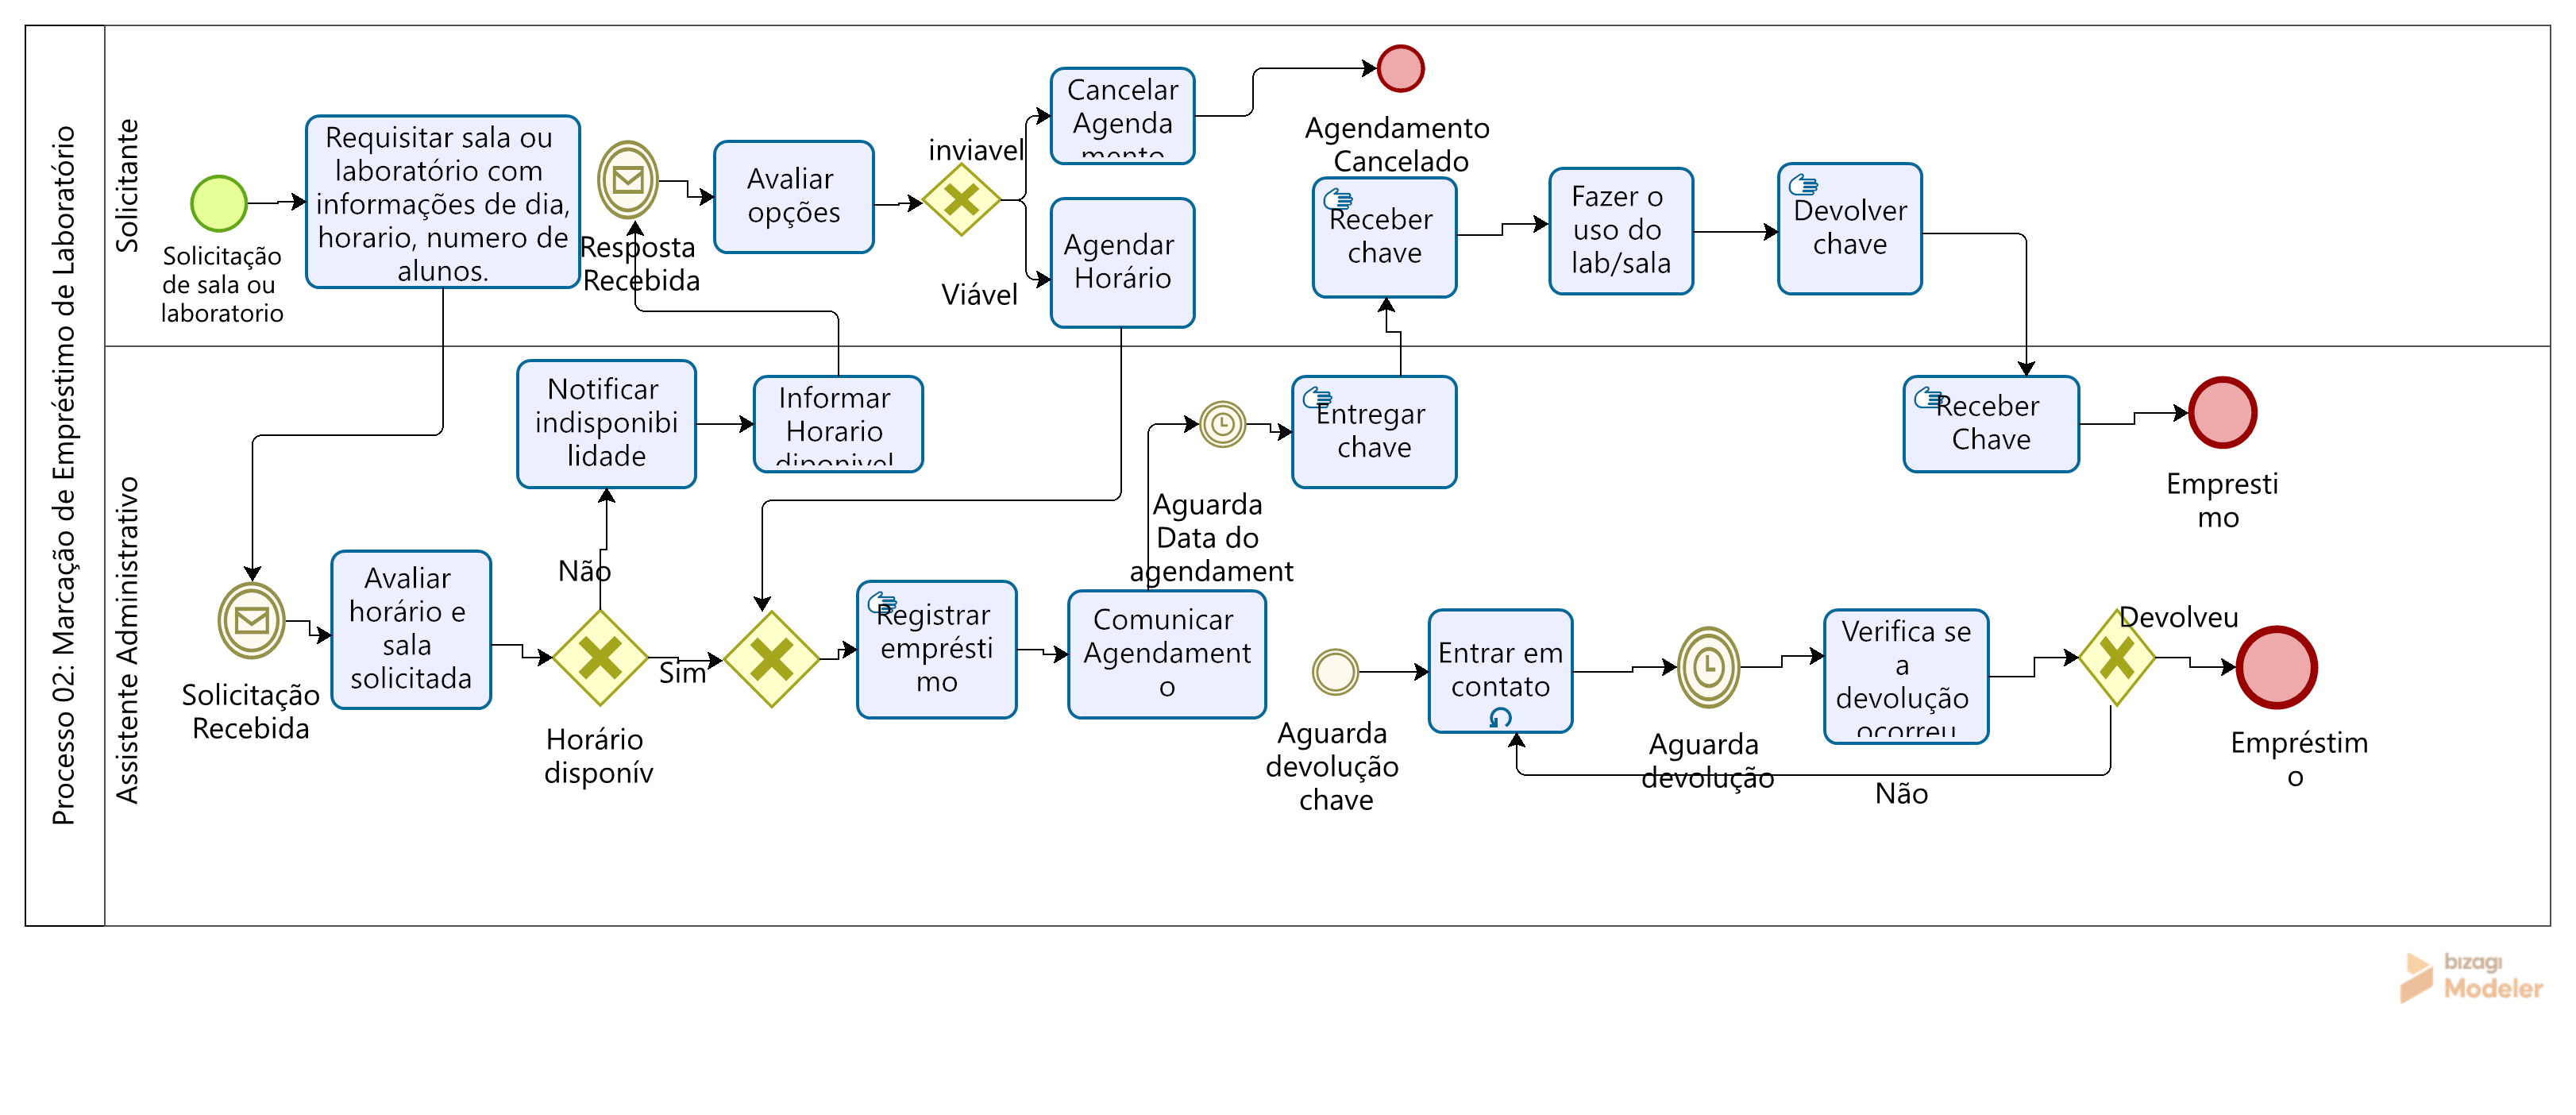 Processo 02: Marcação de Empréstimo de Laboratório
Solicitante
Solicitação
de sala ou
laboratorio
Requisitar sala ou
laboratório com
informações de dia,
horario, numero de
alunos.
Resposta
Recebida
Avaliar
opções
inviavel
Viável
Cancelar
Agenda
mento
Agendar
Horário
Agendamento
Cancelado
Receber
chave
Fazer o
uso do
lab/sala
Devolver
chave
Assistente Administrativo
Solicitação
Recebida
Avaliar
horário e
sala
solicitada
Horário
disponív
Não
Sim
Notificar
indisponibi
lidade
Informar
Horario
diponivel
Registrar
emprésti
mo
Comunicar
Agendament
o
Aguarda
Data do
agendament
Entregar
chave
Receber
Chave
Empresti
mo
Aguarda
devolução
chave
Entrar em
contato
Aguarda
devolução
Verifica se
a
devolução
ocorreu
Devolveu
Não
Empréstim
o
bizagi
Modeler